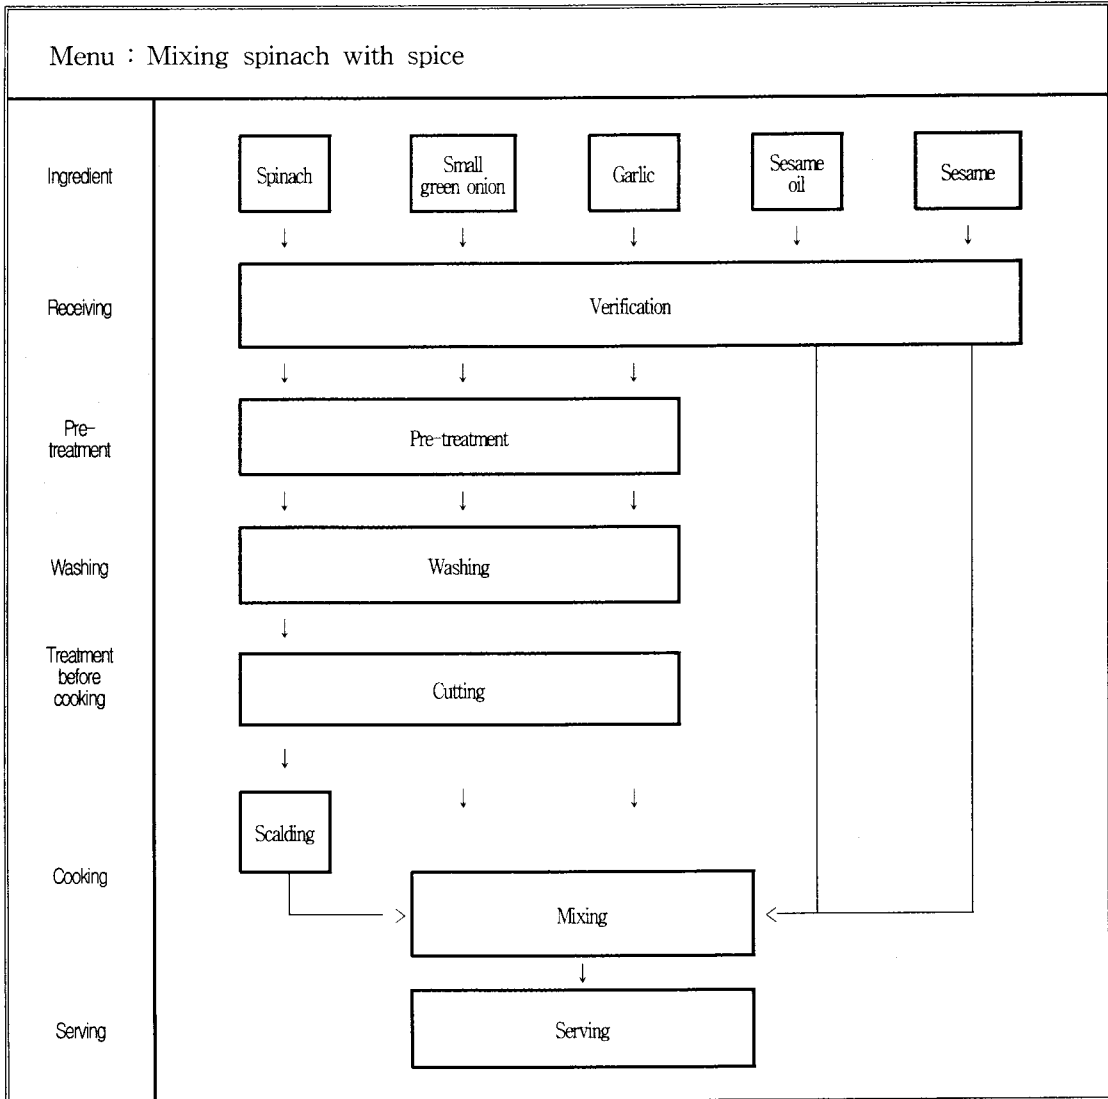 Menu : Mixing spinach with spice
Ingredient
Spinach
Small
green onion
Garlic
Sesame
oil
Sesame
Receiving
Verification
Pre-
treatment
Pre-treatment
Washing
Washing
Treatment
before
cooking
Cutting
Scalding
Cooking
Mixing
Serving
Serving